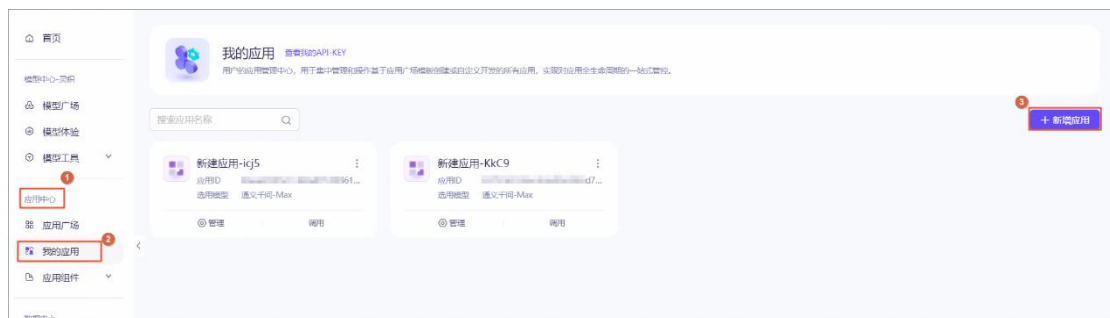 首页
我的应用 查看我的API-KEY
用户的应用管理中心，用于集中管理和操作基于应用广场模板创建或自定义开发的所有应用，实现对应用全生命周期的一站式管控。
模型中心-灵积
模型广场
模型体验
模型工具
搜索应用名称
3
+ 新增应用
新建应用-icj5
应用ID 961...
选用模型 通义千问-Max
管理 调用
新建应用-KkC9
应用ID d7...
选用模型 通义千问-Max
管理 调用
1
应用中心
应用广场
2
我的应用
应用组件